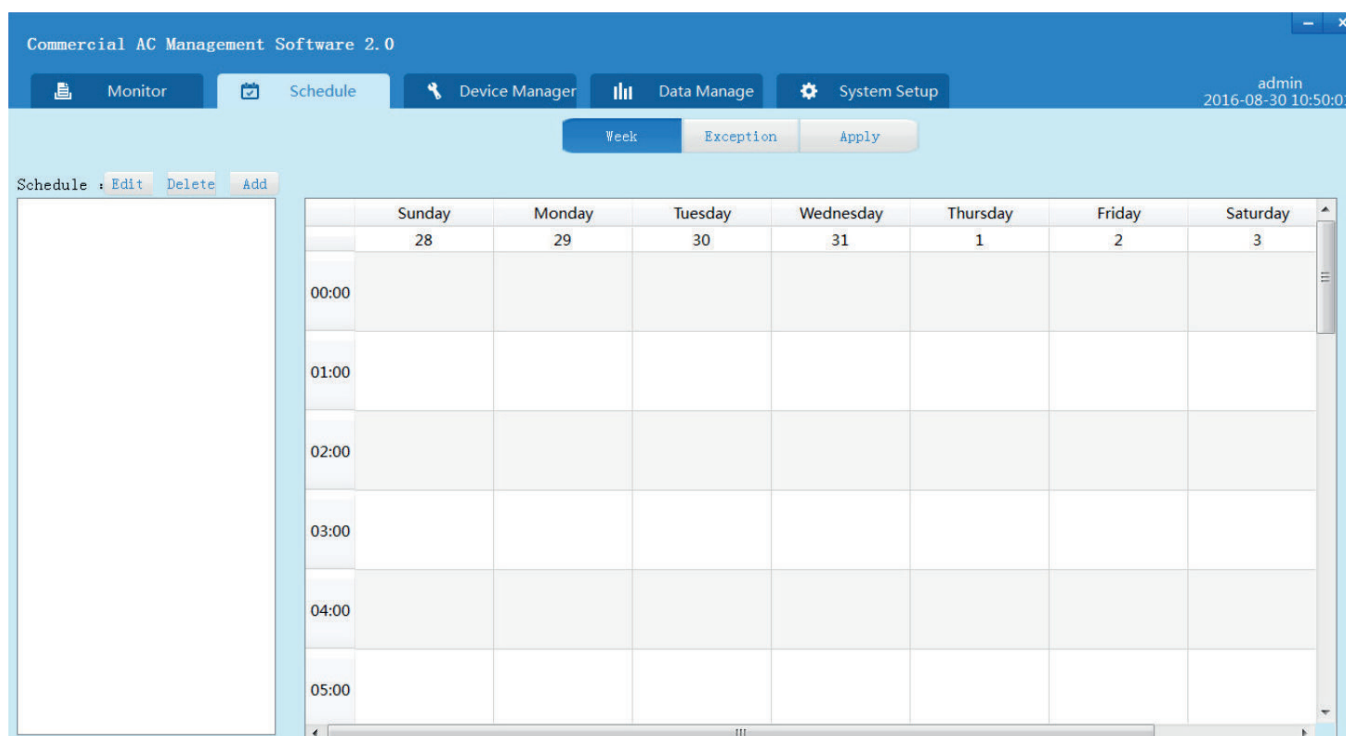 Commercial AC Management Software 2.0
Monitor Schedule Device Manager Data Manage System Setup
admin
2016-08-30 10:50:01
Week Exception Apply
Schedule : Edit Delete Add
Sunday Monday Tuesday Wednesday Thursday Friday Saturday
28 29 30 31 1 2 3
00:00
01:00
02:00
03:00
04:00
05:00